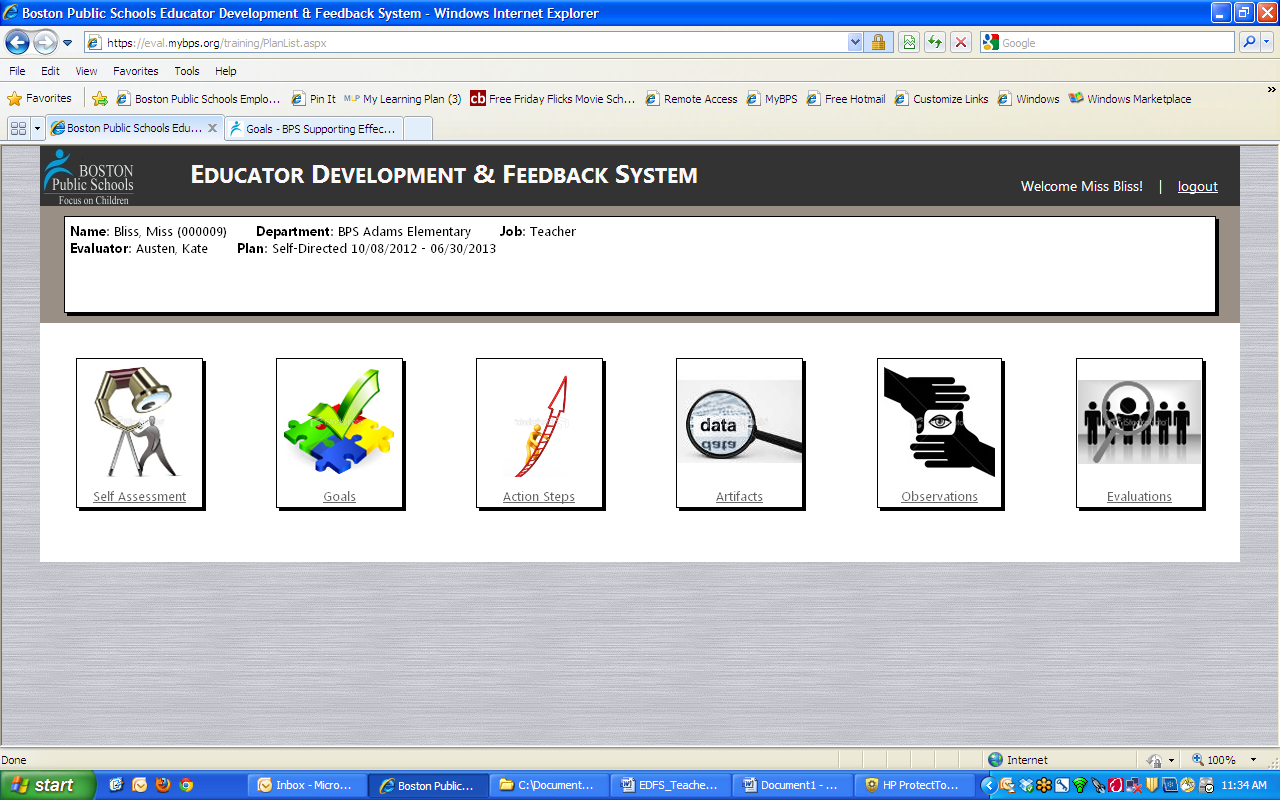 Boston Public Schools Educator Development & Feedback System - Windows Internet Explorer
https://eval.mybps.org/training/PlanList.aspx
Google
File Edit View Favorites Tools Help
Favorites Boston Public Schools Emplo... Pin It MLP My Learning Plan (3) cb Free Friday Flicks Movie Sch... Remote Access MyBPS Free Hotmail Customize Links Windows Windows Marketplace
Boston Public Schools Edu... Goals - BPS Supporting Effec...
BOSTON
Public Schools
Focus on Children
EDUCATOR DEVELOPMENT & FEEDBACK SYSTEM
Welcome Miss Bliss! | logout
Name: Bliss, Miss (000009) Department: BPS Adams Elementary Job: Teacher
Evaluator: Austen, Kate Plan: Self-Directed 10/08/2012 - 06/30/2013
data
data
Self Assessment Goals Action Steps Artifacts Observations Evaluations
Done Internet 100%
start Inbox - Micro... Boston Public... C:\Document... EDFS_Teache... Document1 - ... HP ProtectTo... 11:34 AM